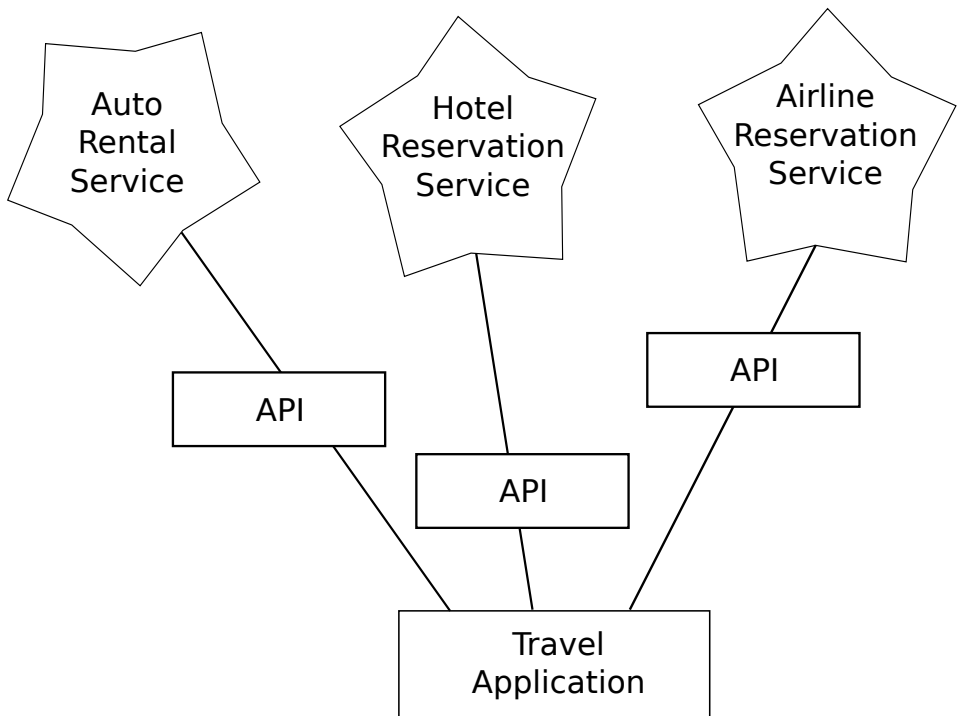 Auto
Rental
Service
Hotel
Reservation
Service
Airline
Reservation
Service
API
API
API
Travel
Application